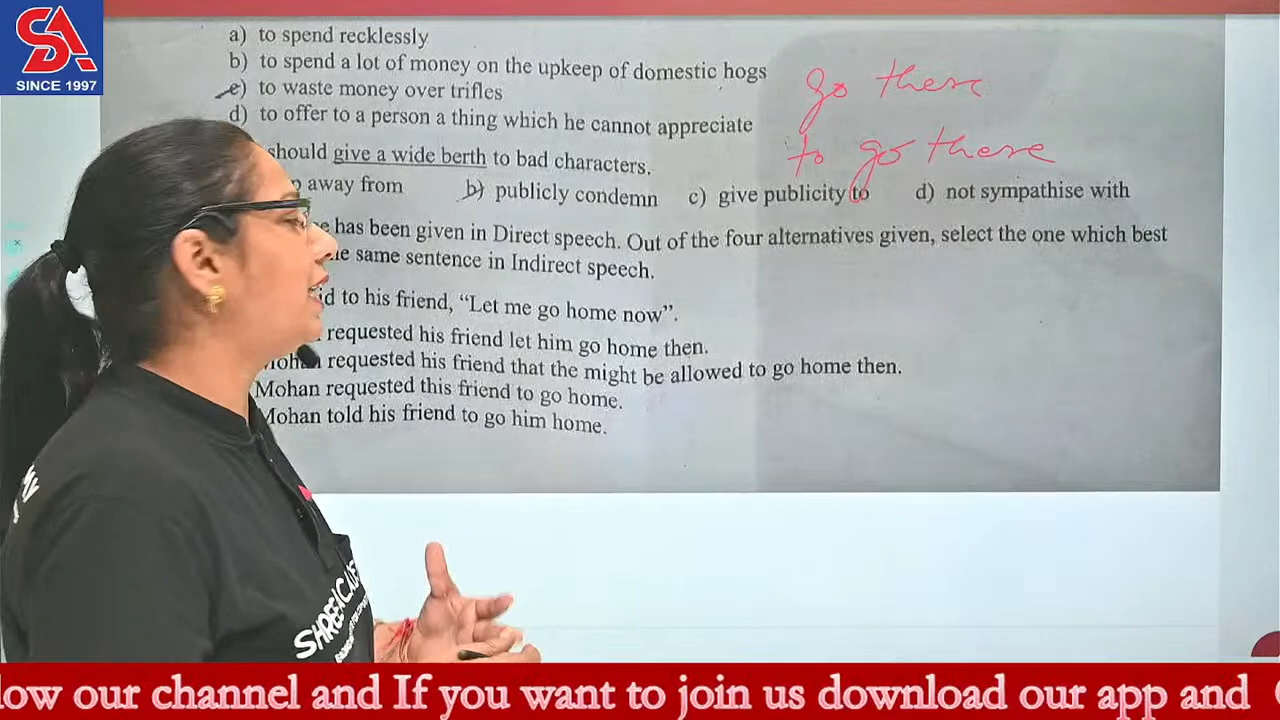 SA
SINCE 1997
a) to spend recklessly
b) to spend a lot of money on the upkeep of domestic hogs
c) to waste money over trifles
d) to offer to a person a thing which he cannot appreciate
go there
to go there
should give a wide berth to bad characters.
away from b) publicly condemn c) give publicity to d) not sympathise with
has been given in Direct speech. Out of the four alternatives given, select the one which best
same sentence in Indirect speech.
to his friend, “Let me go home now”.
requested his friend let him go home then.
requested his friend that the might be allowed to go home then.
Mohan requested this friend to go home.
Mohan told his friend to go him home.
low our channel and If you want to join us download our app and